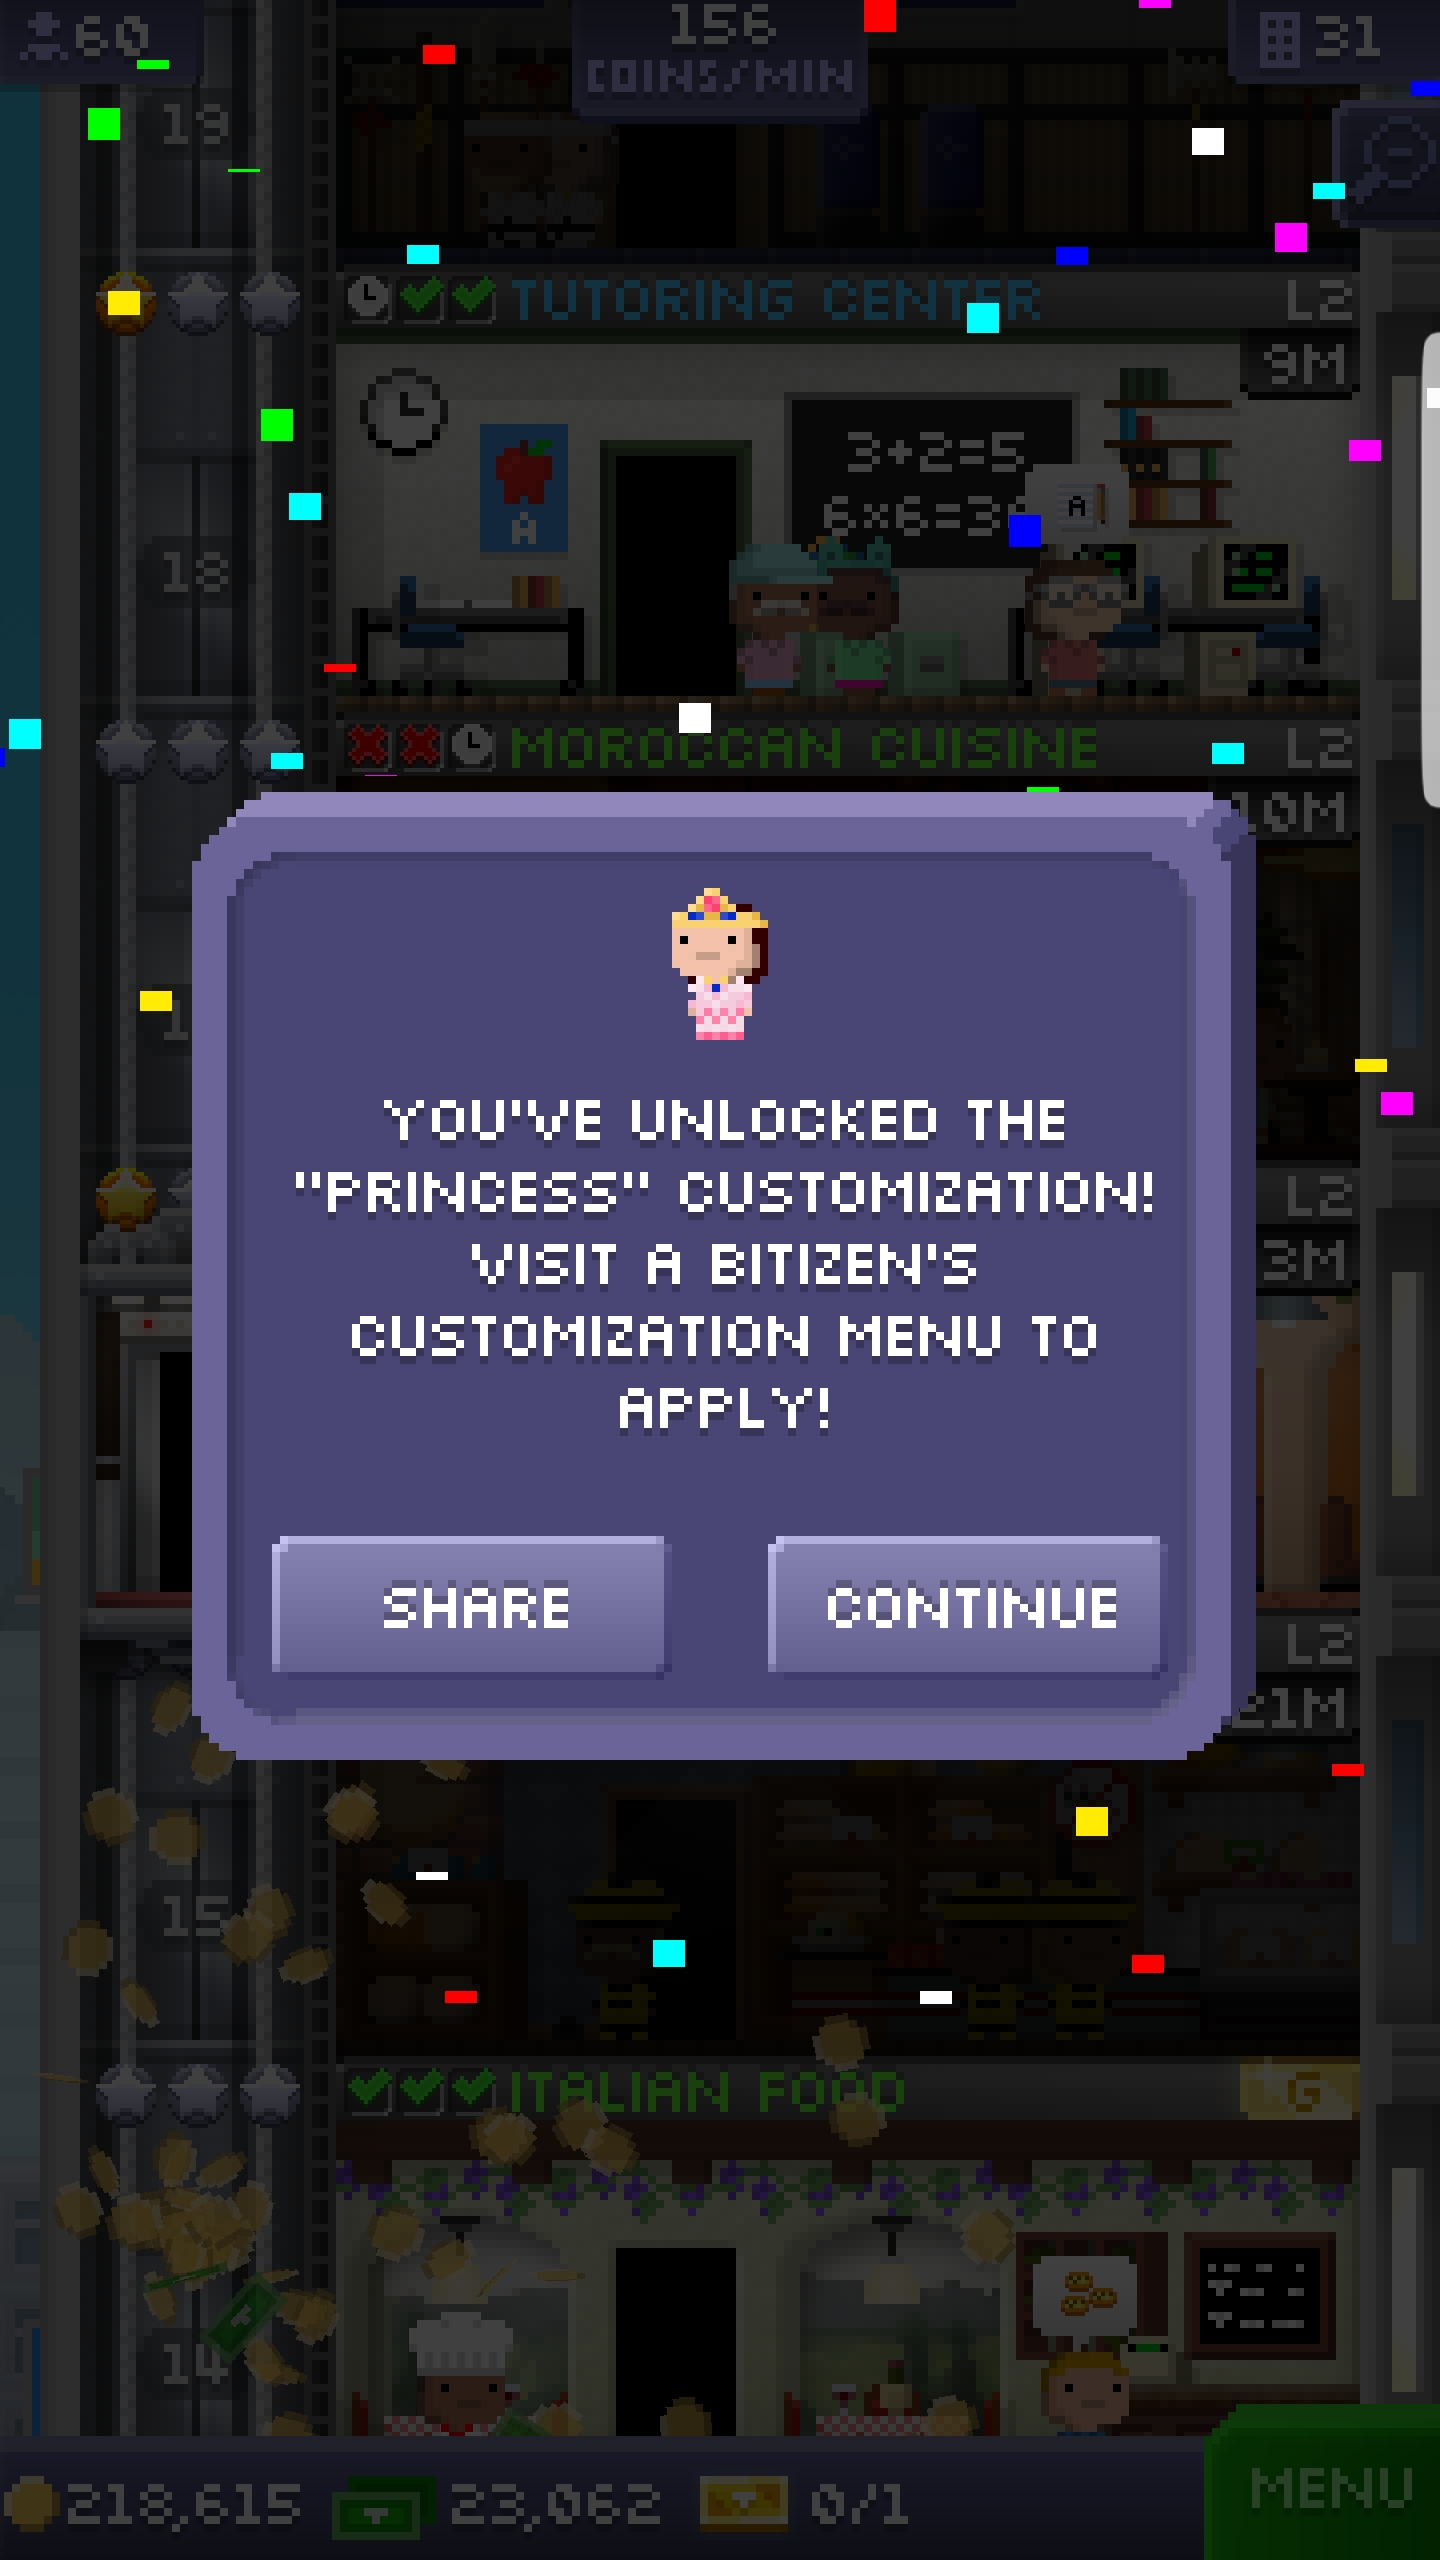 60
156
COINS/MIN
31
19
TUTORING CENTER
L2
9M
3+2=5
A
A
18
MOROCCAN CUISINE
L2
10M
YOU'VE UNLOCKED THE
"PRINCESS" CUSTOMIZATION!
VISIT A BITIZEN'S
CUSTOMIZATION MENU TO
APPLY!
L2
3M
SHARE
CONTINUE
L2
21M
15
ITALIAN FOOD
G
14
218,615
23,062
0/1
MENU